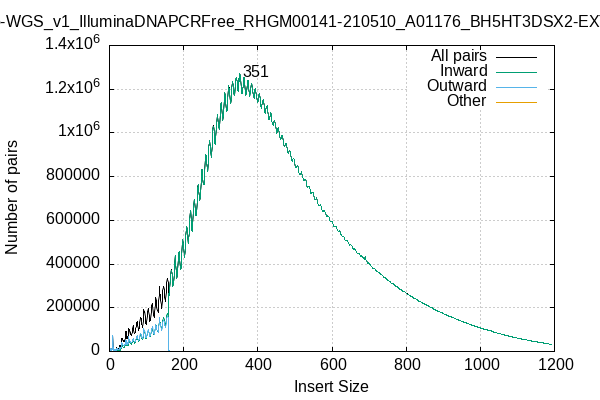 -WGS_v1_IlluminaDNAPCRFree_RHGM00141-210510_A01176_BH5HT3DSX2-EXT
1.4x10^6
1.2x10^6
1x10^6
800000
600000
400000
200000
0
Number of pairs
351
All pairs
Inward
Outward
Other
0 200 400 600 800 1000 1200
Insert Size